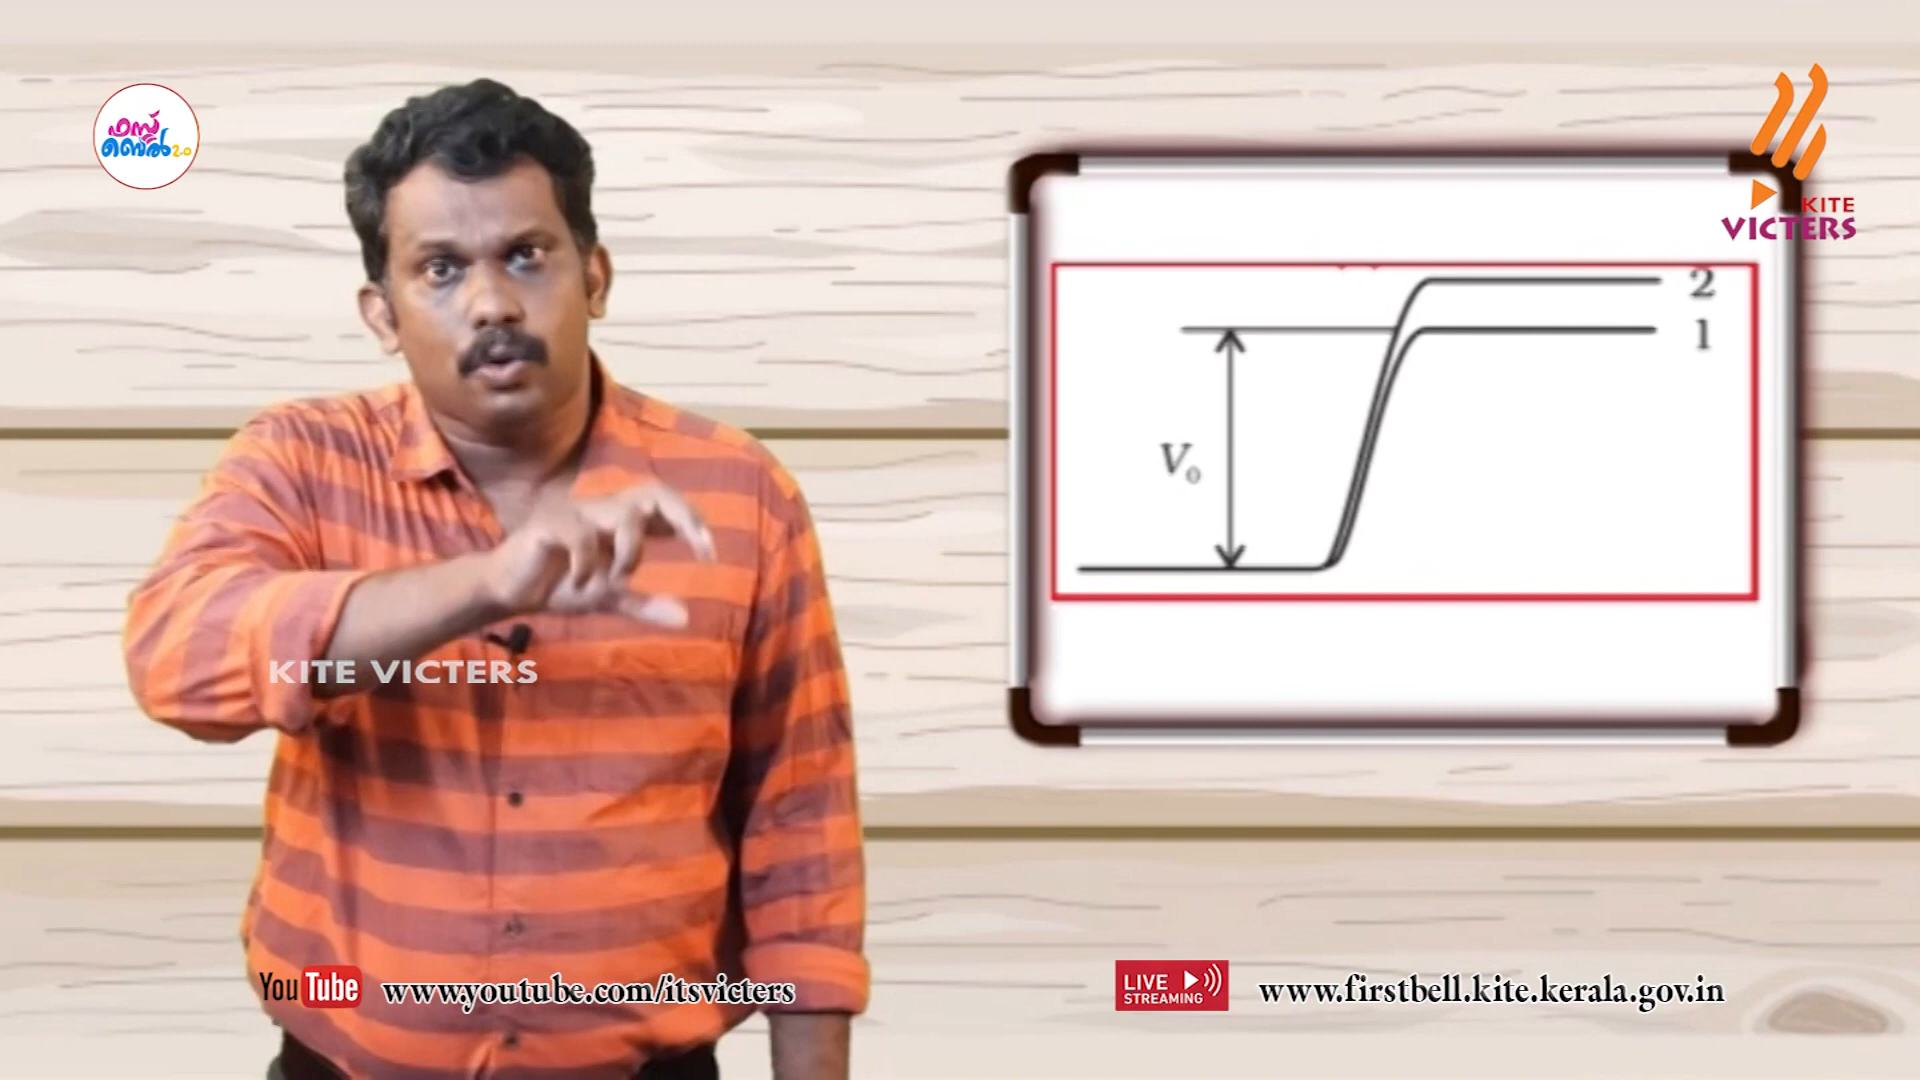 ഫസ്റ്റ്
ബെൽ 2.0
KITE
VICTERS
2
1
V₀
KITE VICTERS
YouTube www.youtube.com/itsvicters
LIVE
STREAMING
www.firstbell.kite.kerala.gov.in